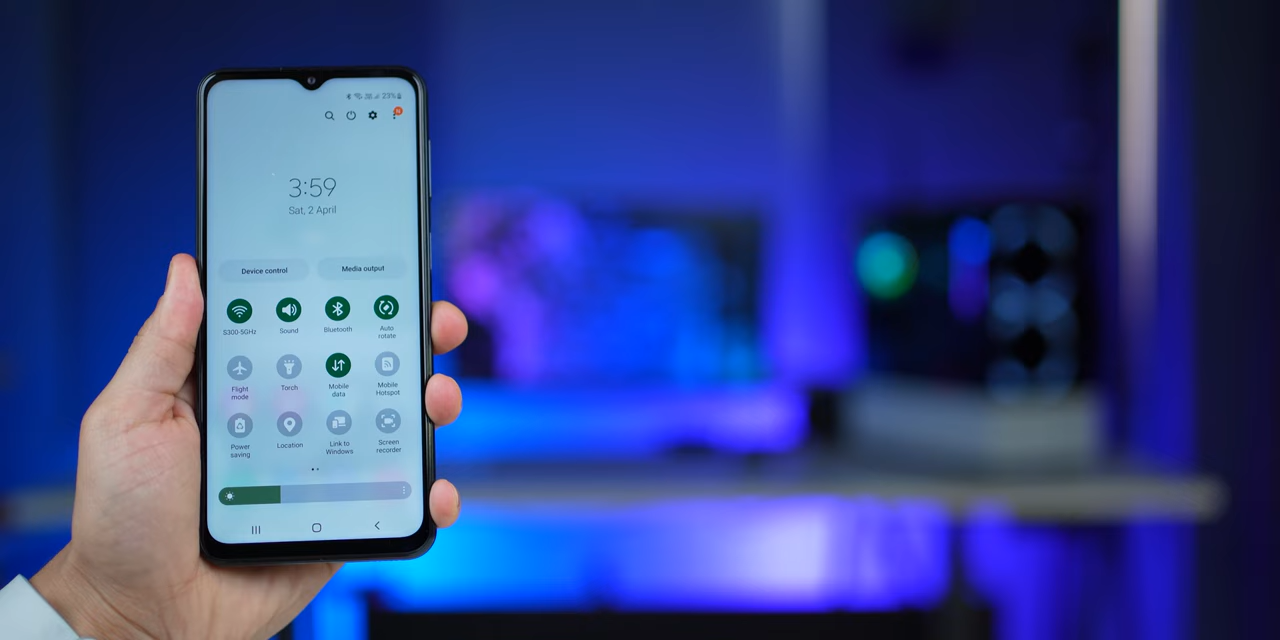 23%
3:59
Sat, 2 April
Device control
Media output
S300-5GHz
Sound
Bluetooth
Auto
rotate
Flight
mode
Torch
Mobile
data
Mobile
Hotspot
Power
saving
Location
Link to
Windows
Screen
recorder